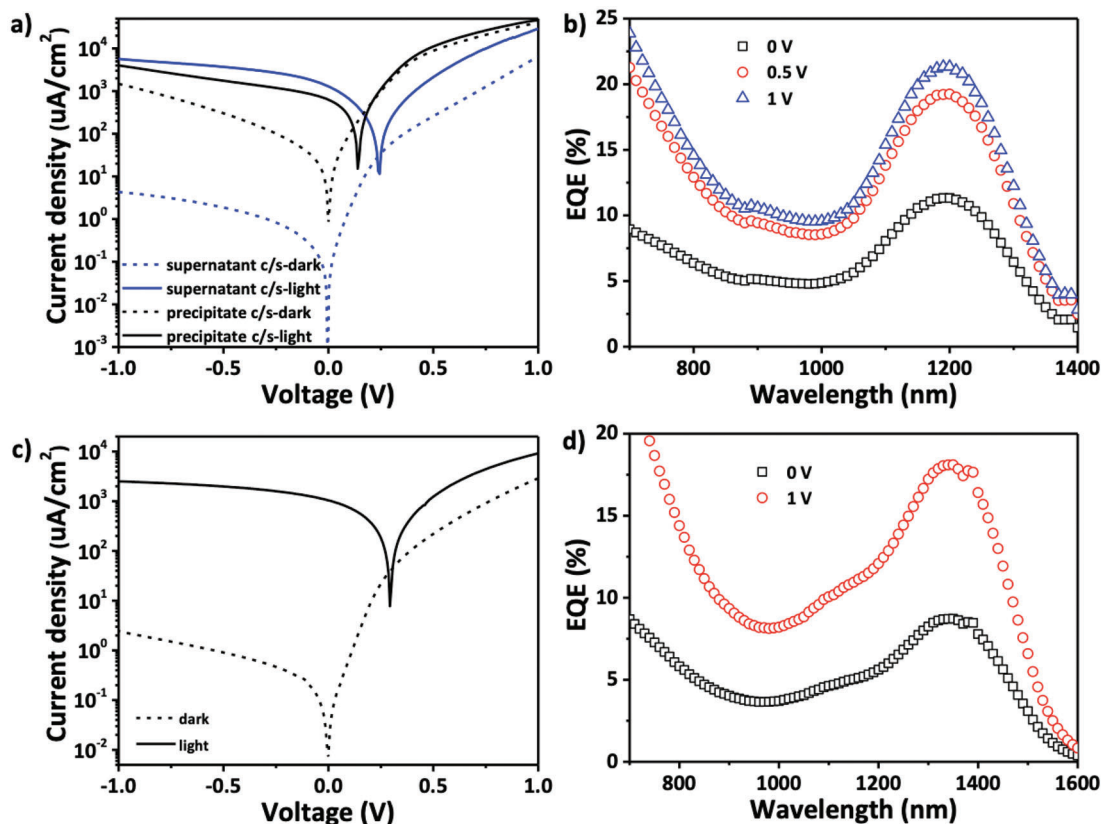 a)
Current density (uA/cm2)
10^4
10^3
10^2
10^1
10^0
10^-1
10^-2
10^-3
supernatant c/s-dark
supernatant c/s-light
precipitate c/s-dark
precipitate c/s-light
-1.0 -0.5 0.0 0.5 1.0
Voltage (V)
b)
EQE (%)
25
20
15
10
5
0
0 V
0.5 V
1 V
800 1000 1200 1400
Wavelength (nm)
c)
Current density (uA/cm2)
10^4
10^3
10^2
10^1
10^0
10^-1
10^-2
dark
light
-1.0 -0.5 0.0 0.5 1.0
Voltage (V)
d)
EQE (%)
20
15
10
5
0
0 V
1 V
800 1000 1200 1400 1600
Wavelength (nm)